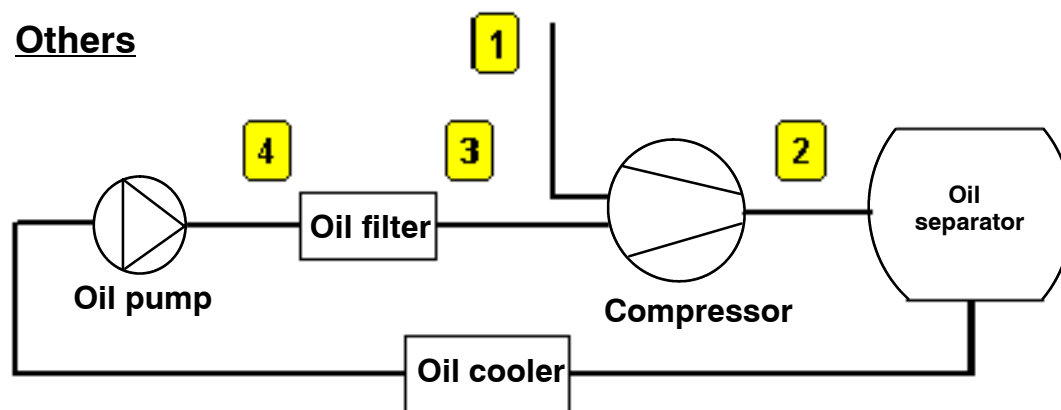 Others
1
4
3
2
Oil
separator
Oil filter
Oil pump
Compressor
Oil cooler